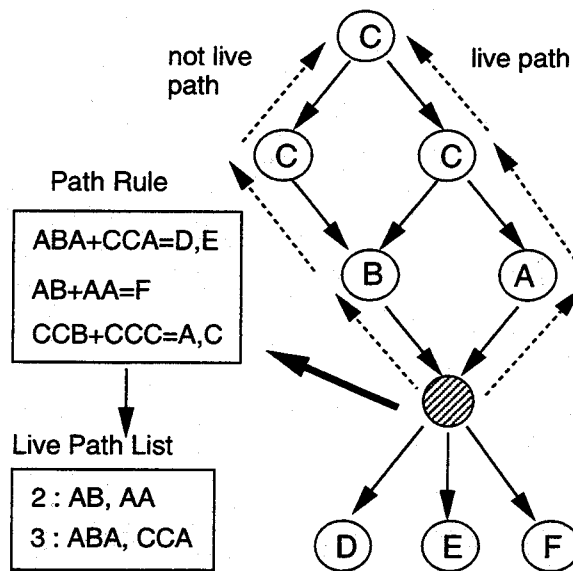 not live
path
live path
C
C
C
B
A
D
E
F
Path Rule
ABA+CCA=D,E
AB+AA=F
CCB+CCC=A,C
Live Path List
2 : AB, AA
3 : ABA, CCA